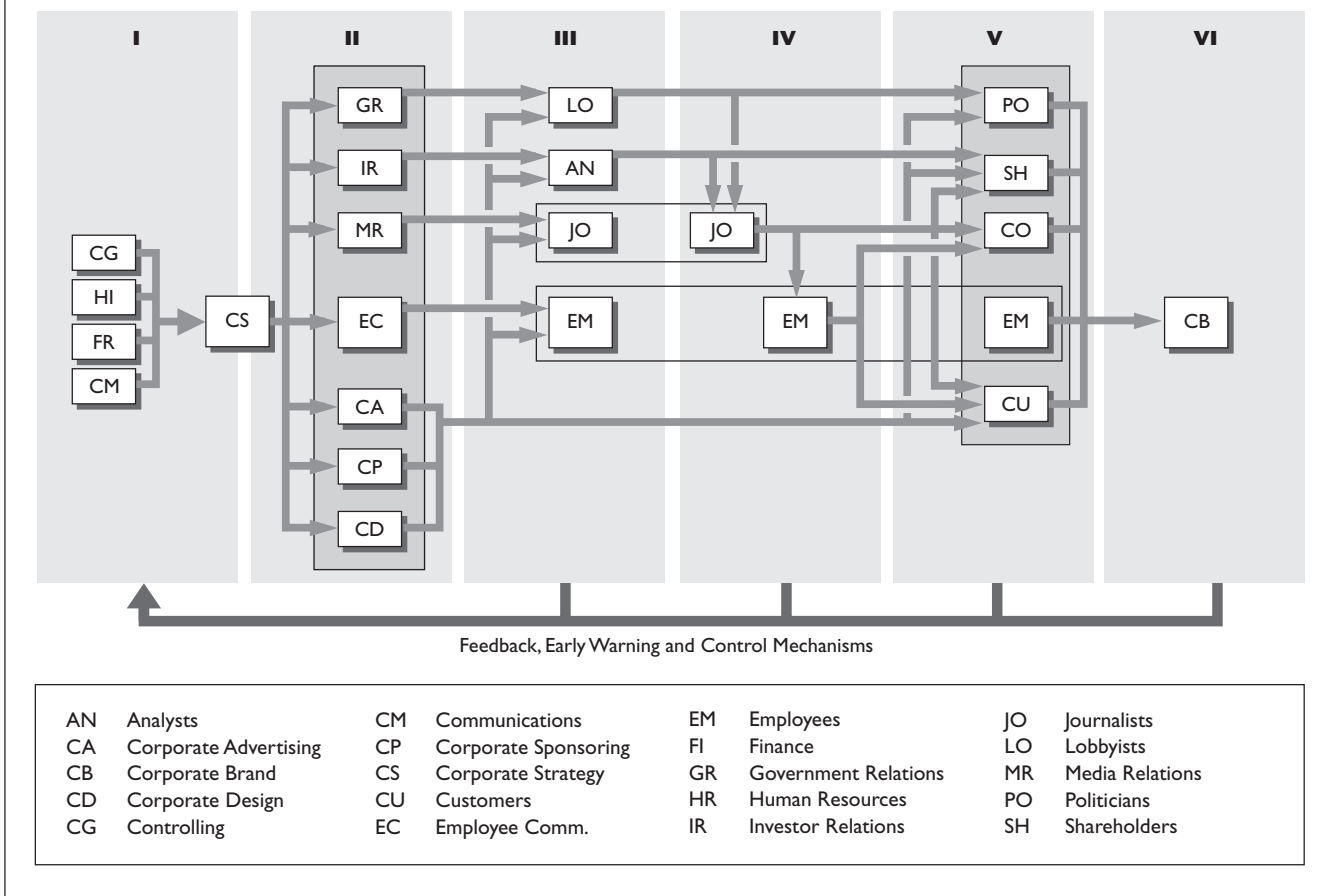 I II III IV V VI
GR LO PO
IR AN SH
MR JO JO CO
CG
HI
FR
CM
CS EC EM EM EM CB
CA CU
CP
CD
Feedback, Early Warning and Control Mechanisms
AN Analysts
CA Corporate Advertising
CB Corporate Brand
CD Corporate Design
CG Controlling
CM Communications
CP Corporate Sponsoring
CS Corporate Strategy
CU Customers
EC Employee Comm.
EM Employees
FI Finance
GR Government Relations
HR Human Resources
IR Investor Relations
JO Journalists
LO Lobbyists
MR Media Relations
PO Politicians
SH Shareholders